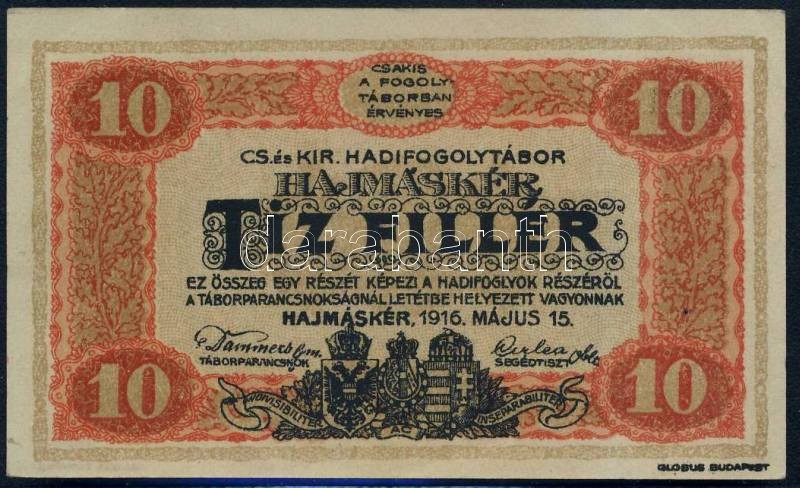 10 CSAKIS 10
A FOGOLY-
TÁBORBAN
ÉRVÉNYES
CS. és KIR. HADIFOGOLYTÁBOR
HAJMÁSKÉR
TÍZ FILLÉR
darabanth
EZ ÖSSZEG EGY RÉSZÉT KÉPEZI A HADIFOGLYOK RÉSZÉRŐL
A TÁBORPARANCSNOKSÁGNÁL LETÉTBE HELYEZETT VAGYONNAK
HAJMÁSKÉR, 1916. MÁJUS 15.
TÁBORPARANCSNOK SEGÉDTISZT
10 INDIVISIBILITER AC INSEPARABILITER 10
GLOBUS BUDAPEST